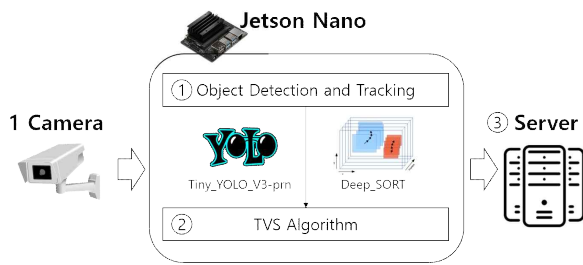 Jetson Nano
① Object Detection and Tracking
1 Camera
③ Server
YOLO
Tiny_YOLO_V3-prn
Deep_SORT
② TVS Algorithm